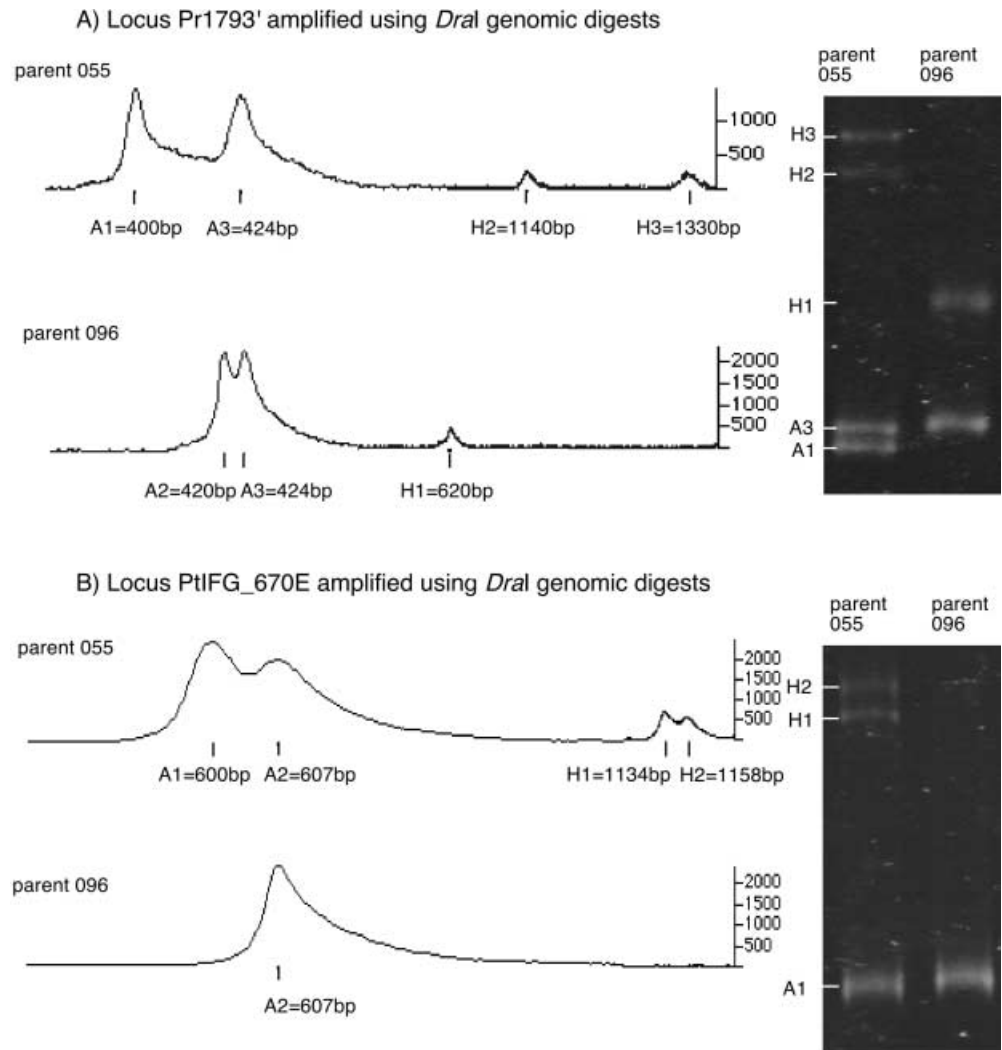 A) Locus Pr1793' amplified using DraI genomic digests
parent 055
1000
500
A1=400bp A3=424bp H2=1140bp H3=1330bp
parent 096
2000
1500
1000
500
A2=420bp A3=424bp H1=620bp
parent 055 parent 096
H3
H2
H1
A3
A1
B) Locus PtIFG_670E amplified using DraI genomic digests
parent 055
2000
1500
1000
500
A1=600bp A2=607bp H1=1134bp H2=1158bp
parent 096
2000
1500
1000
500
A2=607bp
parent 055 parent 096
H2
H1
A1